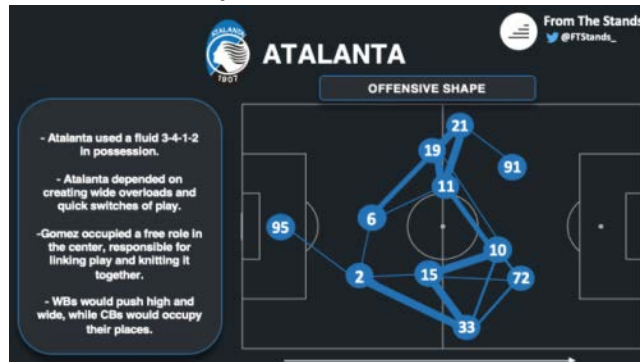 From The Stands
@FTStands_
ATALANTA
1907
ATALANTA
OFFENSIVE SHAPE
- Atalanta used a fluid 3-4-1-2
in possession.
- Atalanta depended on
creating wide overloads and
quick switches of play.
-Gomez occupied a free role in
the center, responsible for
linking play and knitting it
together.
- WBs would push high and
wide, while CBs would occupy
their places.
21
19
91
11
6
95
10
2
15
72
33